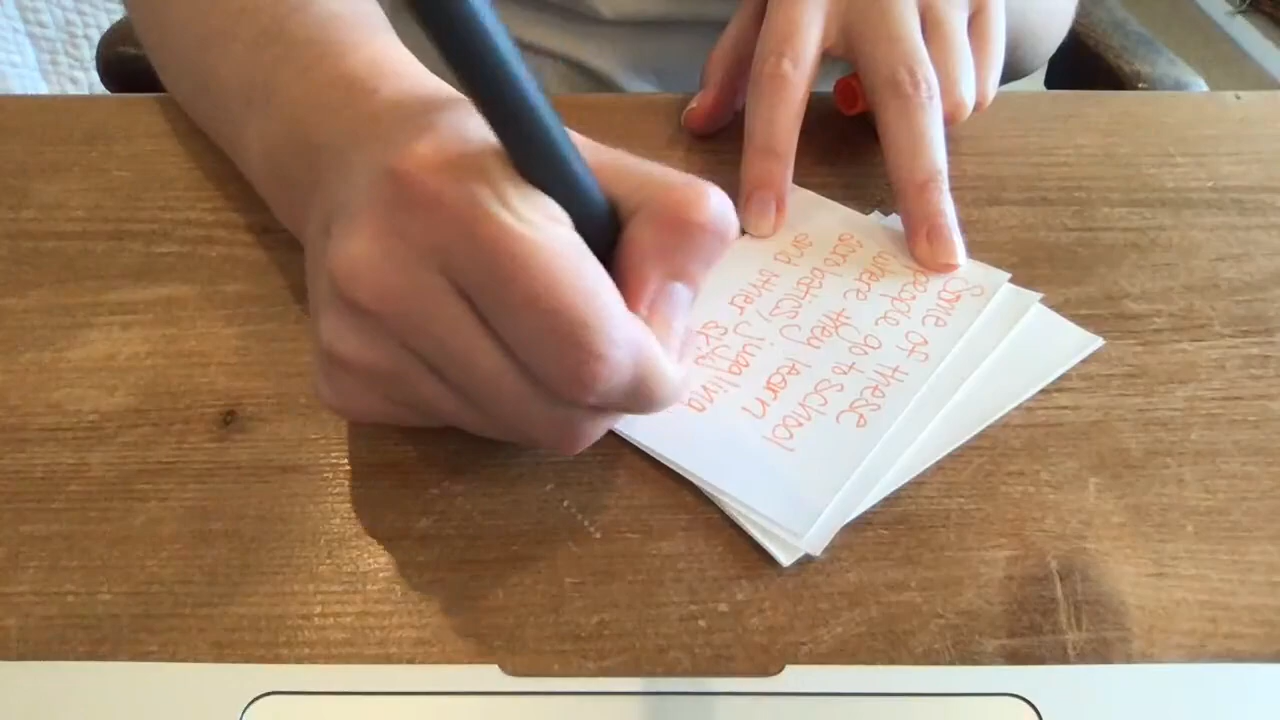 Some of these
people go to school
where they learn
acrobatics, juggling
and other